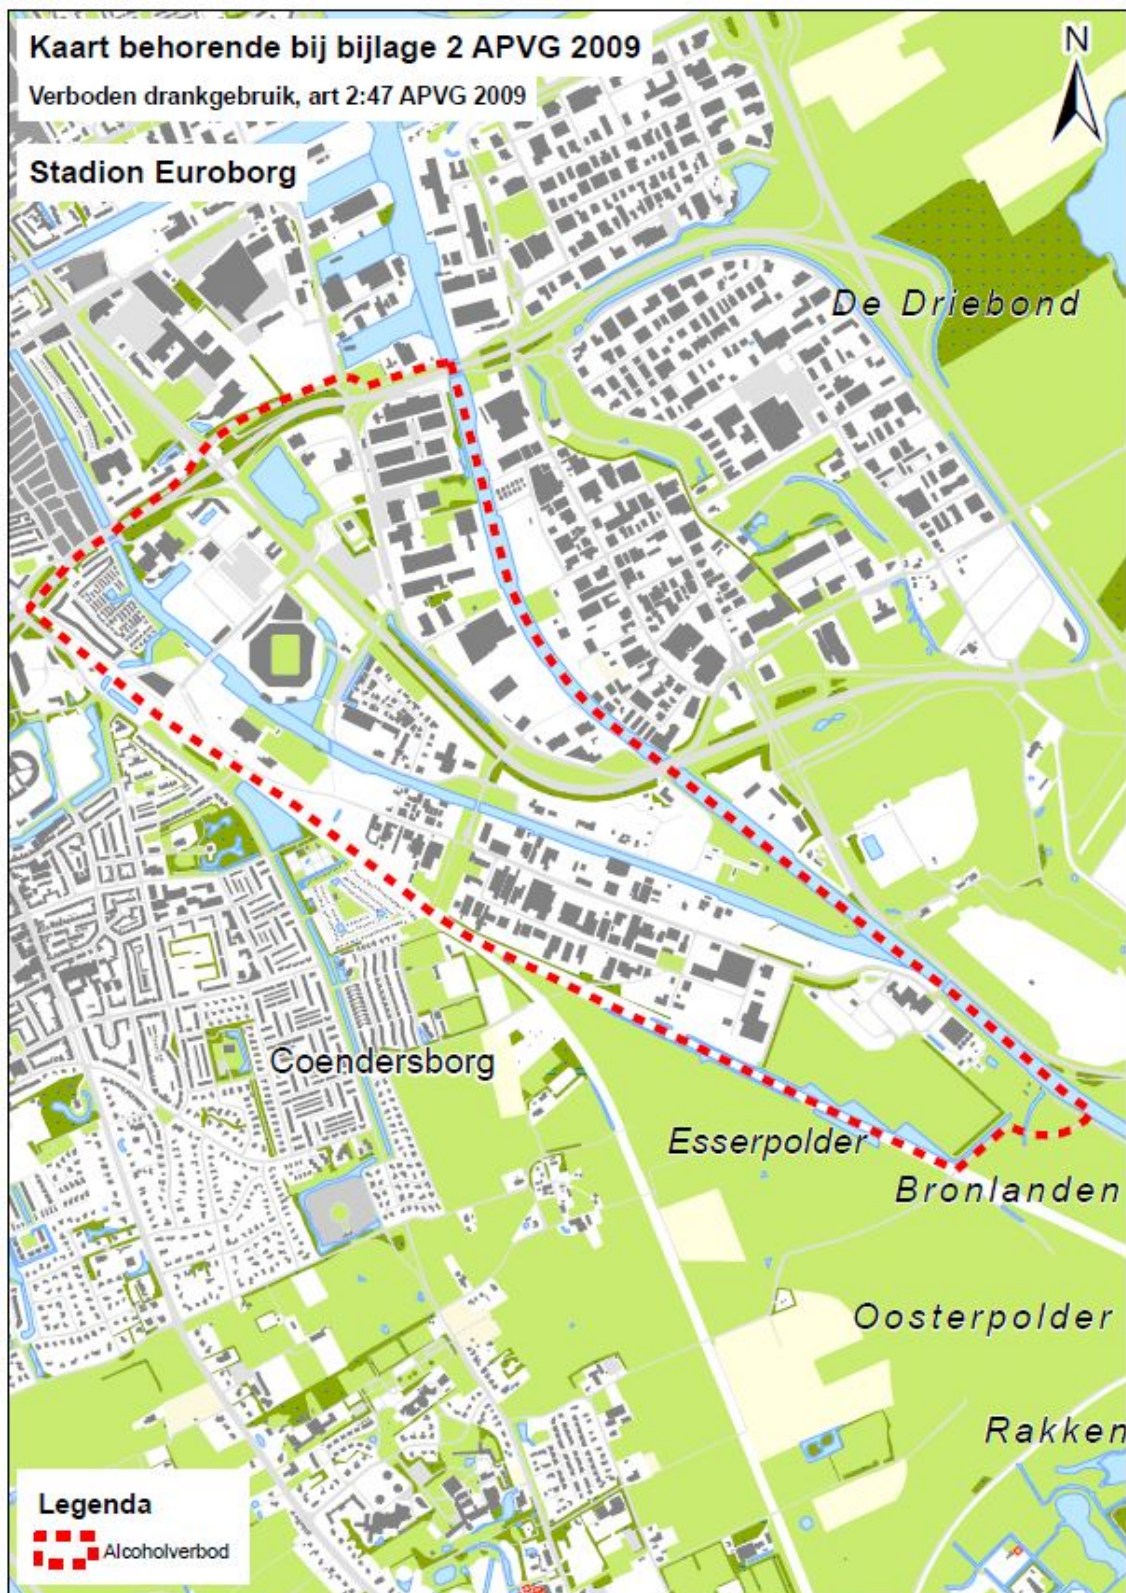 Kaart behorende bij bijlage 2 APVG 2009
Verboden drankgebruik, art 2:47 APVG 2009
Stadion Euroborg
N
De Driebond
Coendersborg
Esserpolder
Bronlanden
Oosterpolder
Rakken
Legenda
Alcoholverbod